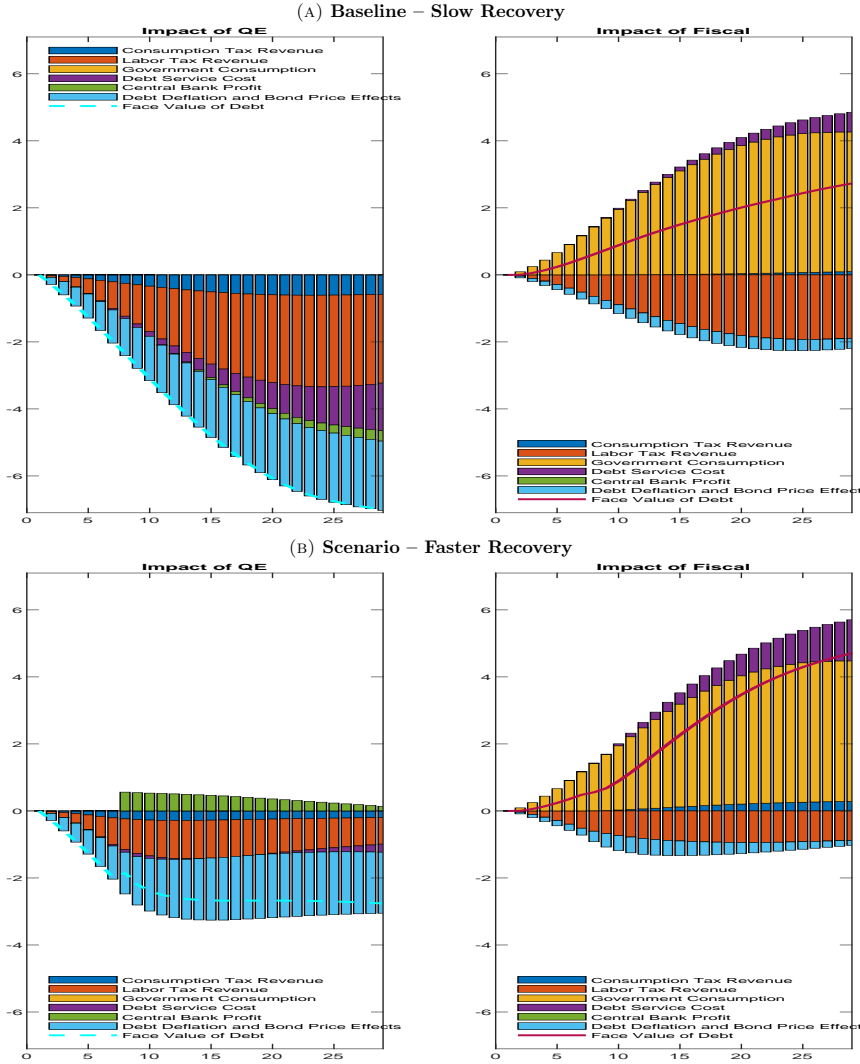 (A) Baseline – Slow Recovery
Impact of QE
6
4
2
0
-2
-4
-6
0 5 10 15 20 25
Consumption Tax Revenue
Labor Tax Revenue
Government Consumption
Debt Service Cost
Central Bank Profit
Debt Deflation and Bond Price Effects
Face Value of Debt
Impact of Fiscal
6
4
2
0
-2
-4
-6
Consumption Tax Revenue
Labor Tax Revenue
Government Consumption
Debt Service Cost
Central Bank Profit
Debt Deflation and Bond Price Effect
Face Value of Debt
0 5 10 15 20 25
(B) Scenario – Faster Recovery
Impact of QE
6
4
2
0
-2
-4
-6
Consumption Tax Revenue
Labor Tax Revenue
Government Consumption
Debt Service Cost
Central Bank Profit
Debt Deflation and Bond Price Effects
Face Value of Debt
0 5 10 15 20 25
Impact of Fiscal
6
4
2
0
-2
-4
-6
Consumption Tax Revenue
Labor Tax Revenue
Government Consumption
Debt Service Cost
Central Bank Profit
Debt Deflation and Bond Price Effect
Face Value of Debt
0 5 10 15 20 25